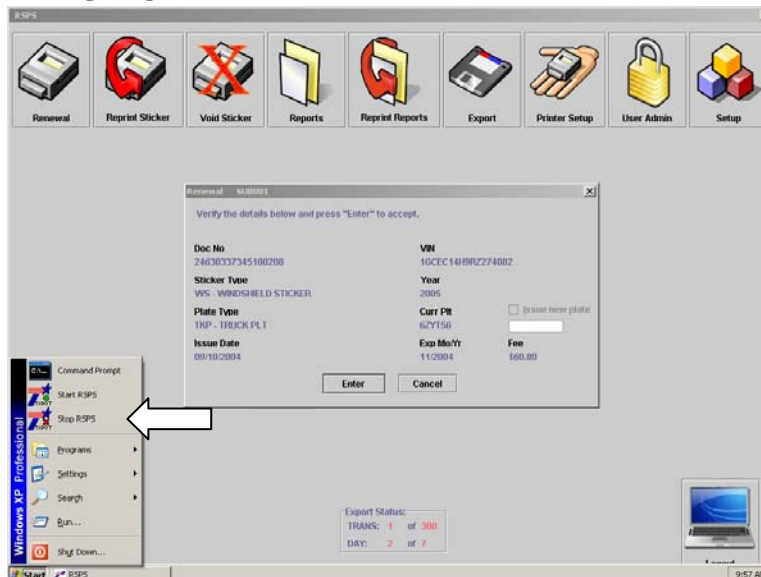 RSPS
Renewal
Reprint Sticker
Void Sticker
Reports
Reprint Reports
Export
Printer Setup
User Admin
Setup
Renewal SUB001
Verify the details below and press "Enter" to accept.
Doc No
VIN
24630337345100208
1GCEC14H9RZ274082
Sticker Type
Year
WS - WINDSHIELD STICKER
2005
Plate Type
Curr Plt
Issue new plate
TKP - TRUCK PLT
6ZYT56
Issue Date
Exp Mo/Yr
Fee
09/10/2004
11/2004
$60.80
Enter
Cancel
Command Prompt
Start RSPS
Stop RSPS
Programs
Settings
Search
Run...
Shut Down...
Windows XP Professional
Export Status:
TRANS: 1 of 300
DAY: 2 of 7
Start
RSPS
9:57 AM